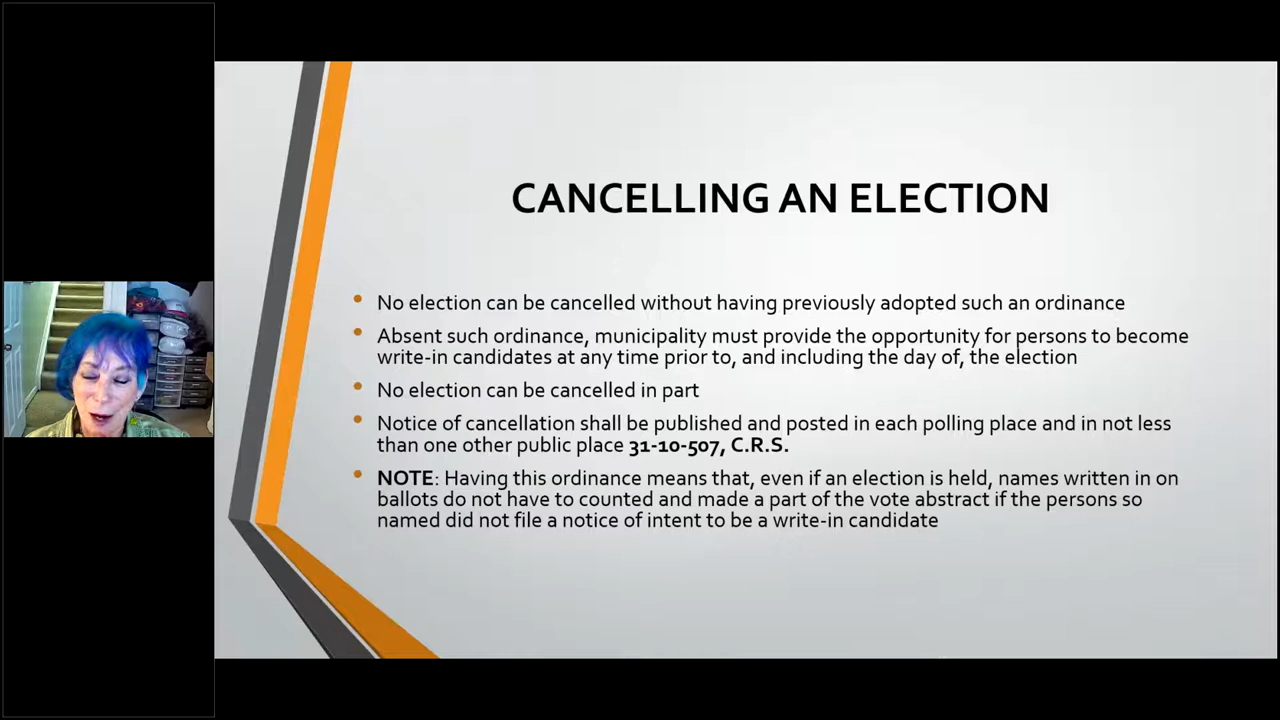 CANCELLING AN ELECTION
• No election can be cancelled without having previously adopted such an ordinance
• Absent such ordinance, municipality must provide the opportunity for persons to become
write-in candidates at any time prior to, and including the day of, the election
• No election can be cancelled in part
• Notice of cancellation shall be published and posted in each polling place and in not less
than one other public place 31-10-507, C.R.S.
• NOTE: Having this ordinance means that, even if an election is held, names written in on
ballots do not have to counted and made a part of the vote abstract if the persons so
named did not file a notice of intent to be a write-in candidate